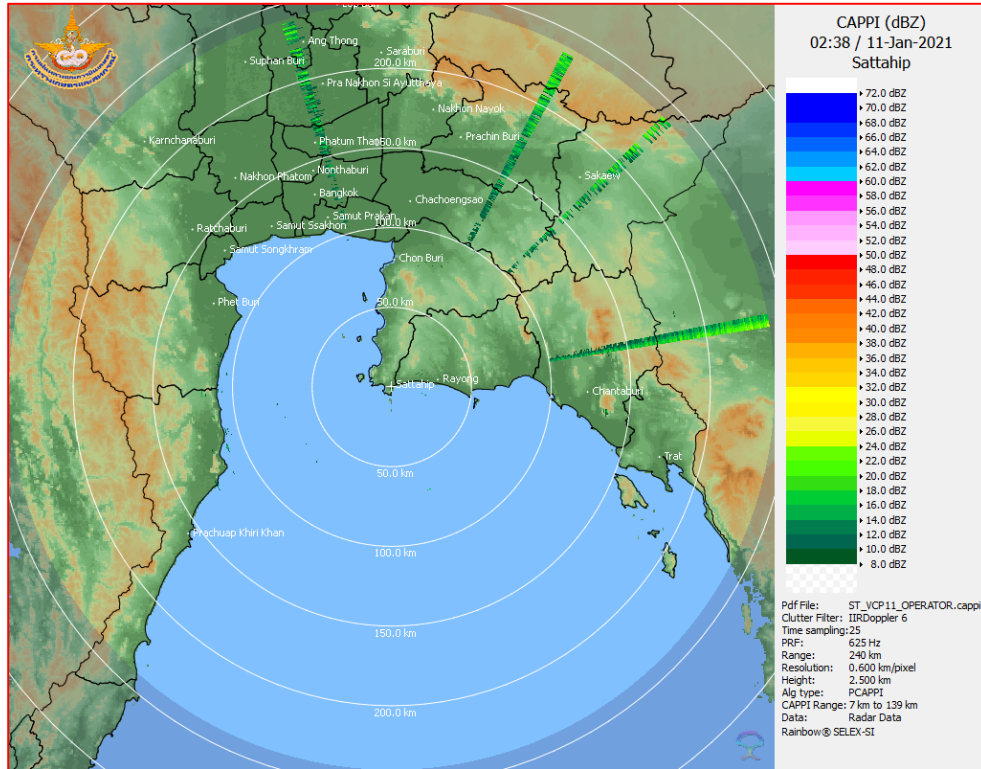 CAPPI (dBZ)
02:38 / 11-Jan-2021
Sattahip
72.0 dBZ
70.0 dBZ
68.0 dBZ
66.0 dBZ
64.0 dBZ
62.0 dBZ
60.0 dBZ
58.0 dBZ
56.0 dBZ
54.0 dBZ
52.0 dBZ
50.0 dBZ
48.0 dBZ
46.0 dBZ
44.0 dBZ
42.0 dBZ
40.0 dBZ
38.0 dBZ
36.0 dBZ
34.0 dBZ
32.0 dBZ
30.0 dBZ
28.0 dBZ
26.0 dBZ
24.0 dBZ
22.0 dBZ
20.0 dBZ
18.0 dBZ
16.0 dBZ
14.0 dBZ
12.0 dBZ
10.0 dBZ
8.0 dBZ
Pdf File: ST_VCP11_OPERATOR.cappi
Clutter Filter: IIRDoppler 6
Time sampling:25
PRF: 625 Hz
Range: 240 km
Resolution: 0.600 km/pixel
Height: 2.500 km
Alg type: PCAPPI
CAPPI Range: 7 km to 139 km
Data: Radar Data
Rainbow® SELEX-SI
Ang Thong
Saraburi
Suphan Buri
200.0 km
Pra Nakhon Si Ayutthaya
Nakhon Nayok
Karnchanaburi
Prachin Buri
Phatum
150.0 km
Nonthaburi
Nakhon Phatom
Sakaew
Bangkok
Chachoengsao
Samut Prakan
Samut Ssakhon
Ratchaburi
100.0 km
Samut Songkhram
Chon Buri
Phet Buri
50.0 km
Sattahip
Rayong
Chantaburi
Trat
50.0 km
Prachuap Khiri Khan
100.0 km
150.0 km
200.0 km